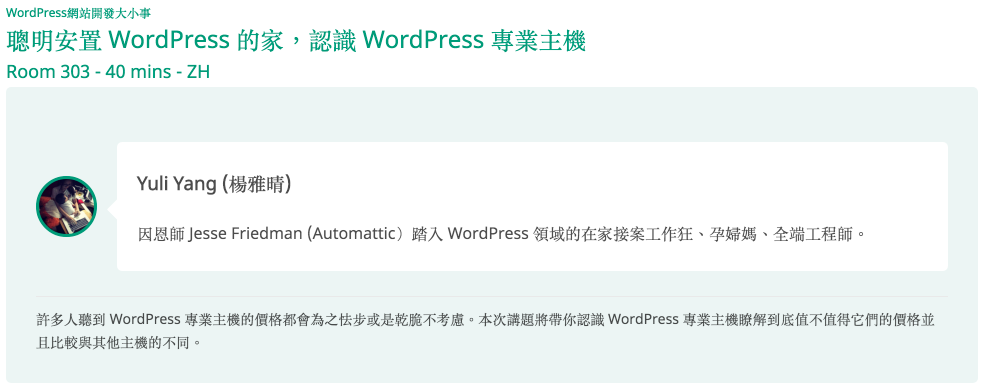 WordPress網站開發大小事
聰明安置 WordPress 的家，認識 WordPress 專業主機
Room 303 - 40 mins - ZH
Yuli Yang (楊雅晴)
因恩師 Jesse Friedman (Automattic）踏入 WordPress 領域的在家接案工作狂、孕婦媽、全端工程師。
許多人聽到 WordPress 專業主機的價格都會為之怯步或是乾脆不考慮。本次講題將帶你認識 WordPress 專業主機瞭解到底值不值得它們的價格並
且比較與其他主機的不同。